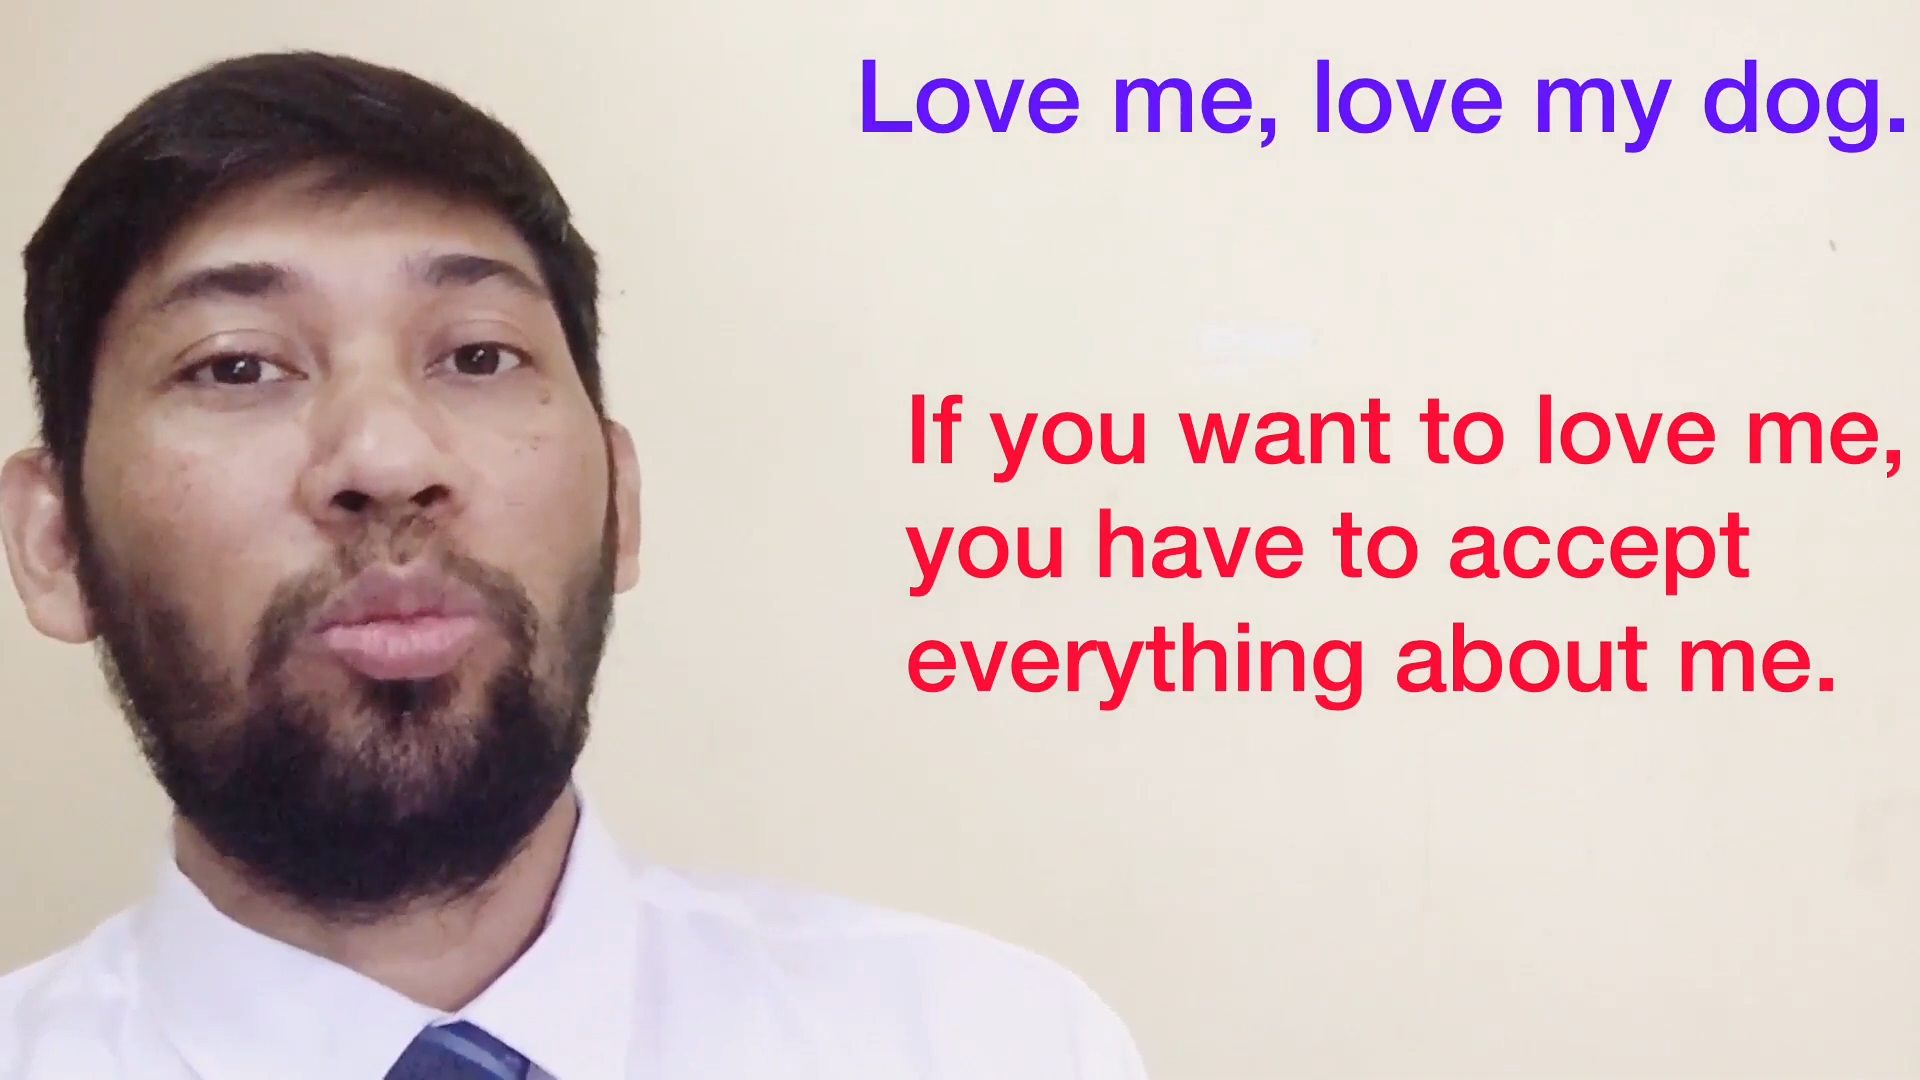 Love me, love my dog.
If you want to love me,
you have to accept
everything about me.